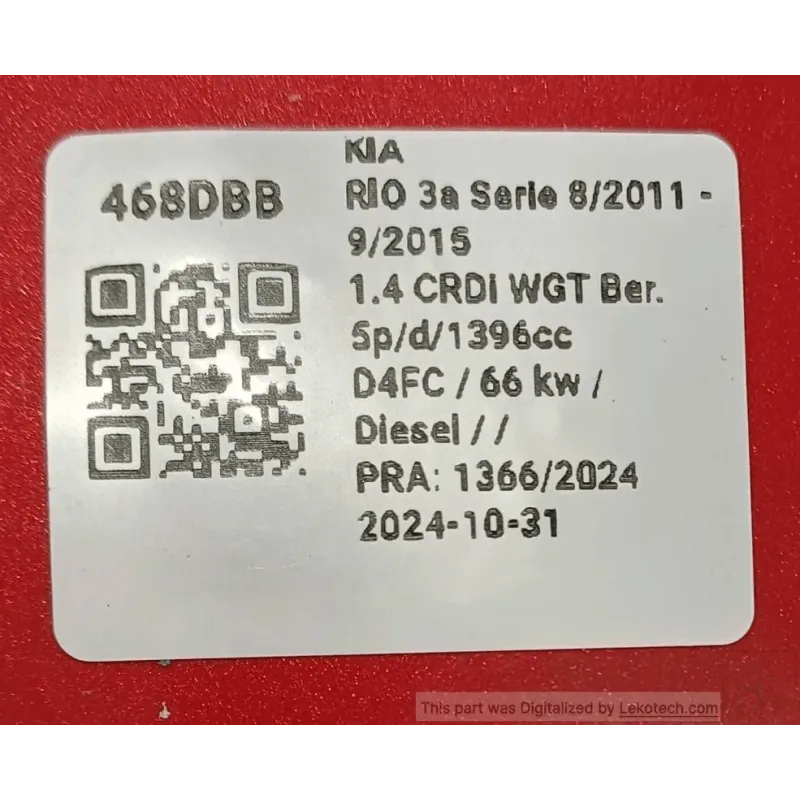 468DBB
KIA
RIO 3a Serie 8/2011 -
9/2015
1.4 CRDi WGT Ber.
5p/d/1396cc
D4FC / 66 kw /
Diesel / /
PRA: 1366/2024
2024-10-31
This part was Digitalized by Lekotech.com